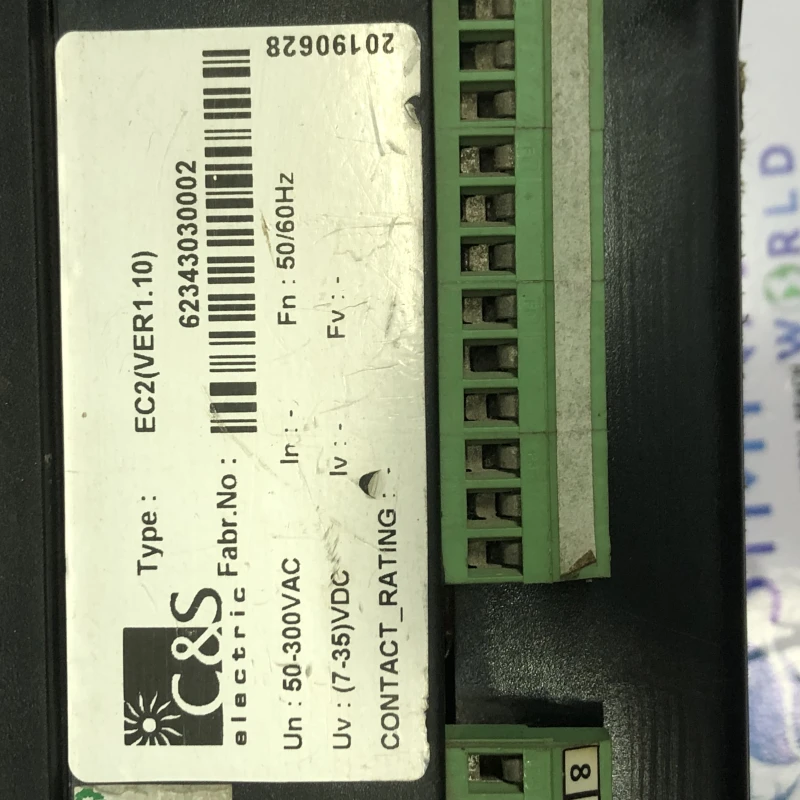 C&S
electric
Type : EC2(VER1.10)
62343030002
Fabr.No :
Un : 50-300VAC In : - Fn : 50/60Hz
Uv : (7-35)VDC Iv : - Fv : -
CONTACT_RATING : -
20190628
8
WORLD